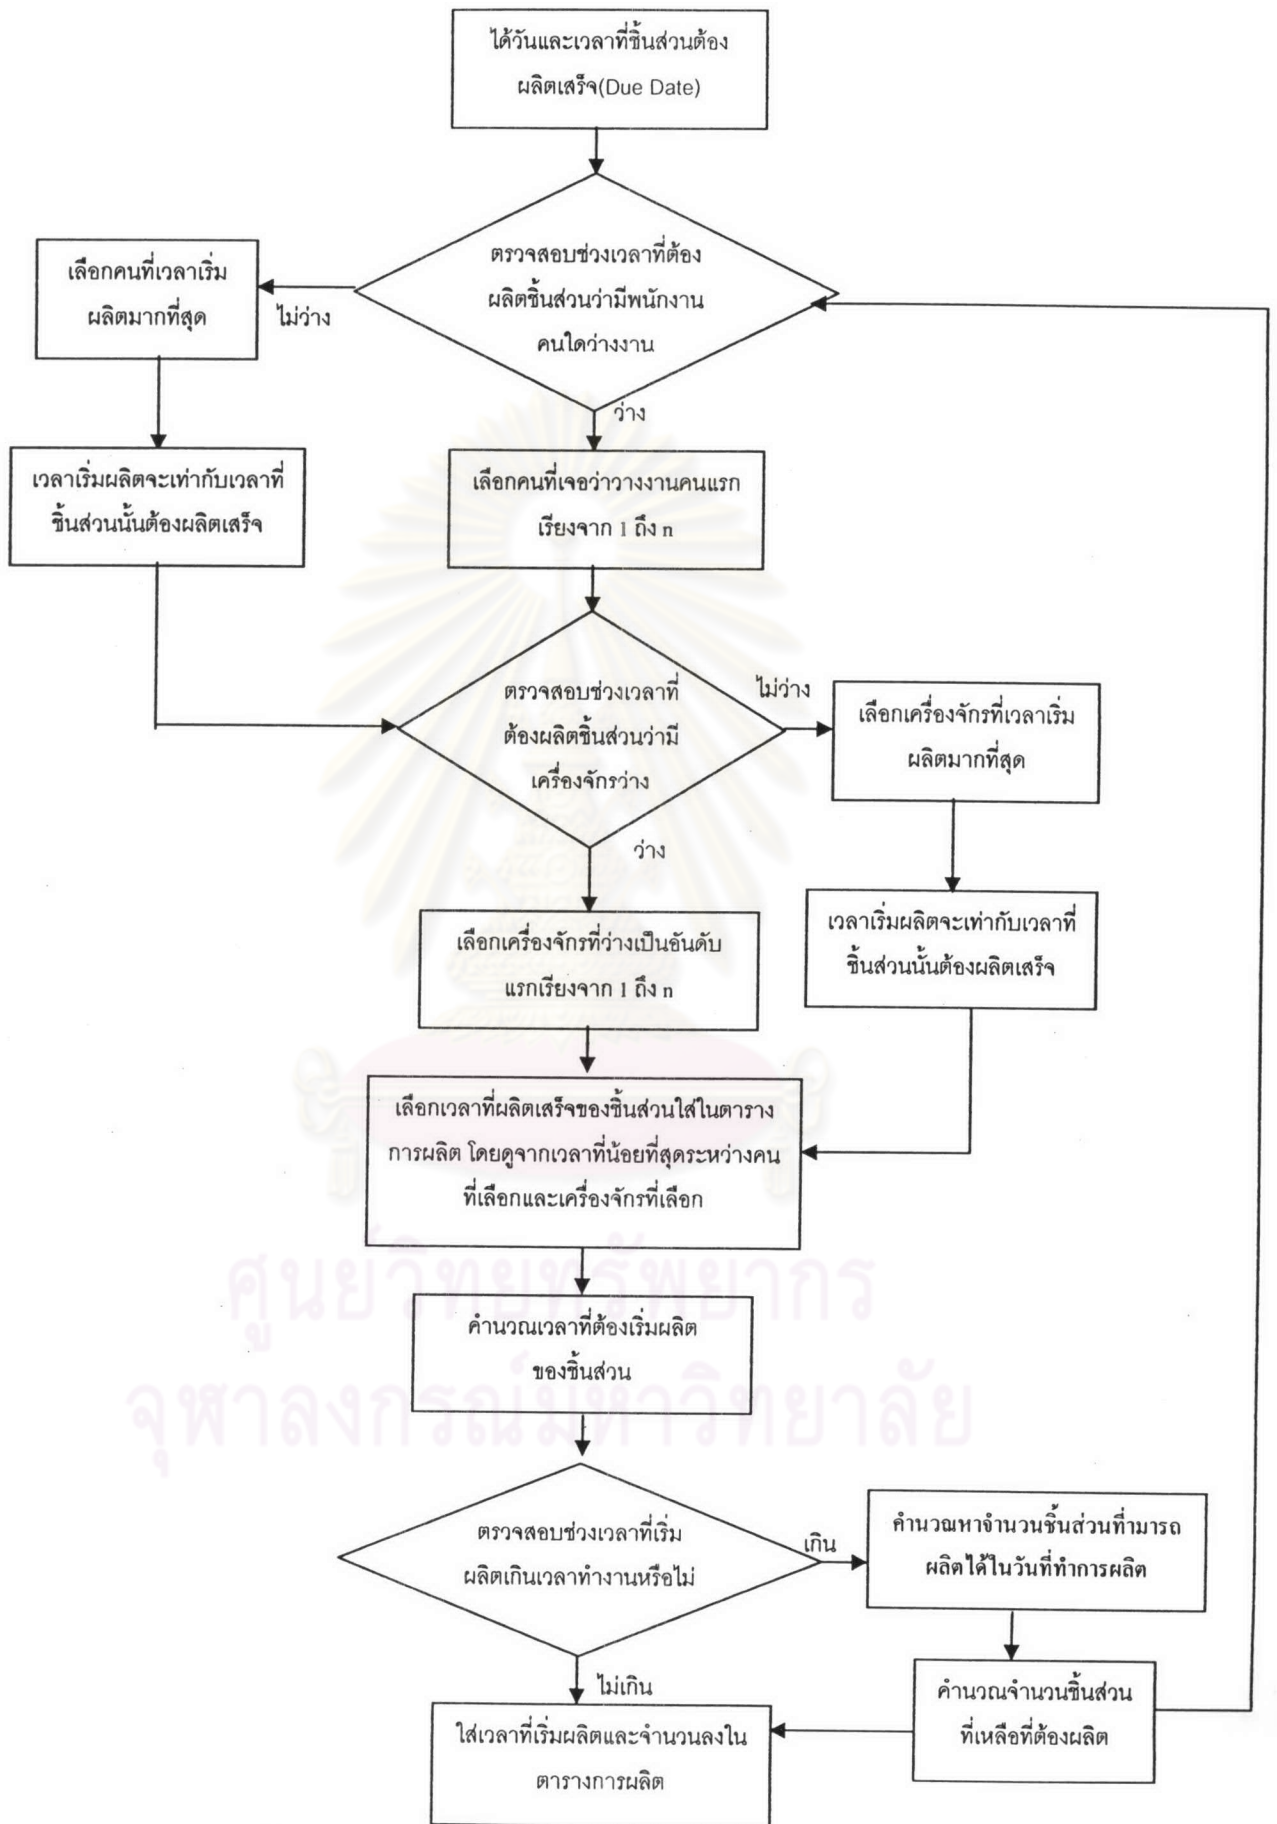 ได้วันและเวลาที่ชิ้นส่วนต้อง
ผลิตเสร็จ(Due Date)
ตรวจสอบช่วงเวลาที่ต้อง
ผลิตชิ้นส่วนว่ามีพนักงาน
คนใดว่างงาน
เลือกคนที่เวลาเริ่ม
ผลิตมากที่สุด
ไม่ว่าง
ว่าง
เวลาเริ่มผลิตจะเท่ากับเวลาที่
ชิ้นส่วนนั้นต้องผลิตเสร็จ
เลือกคนที่เจอว่าวางงานคนแรก
เรียงจาก 1 ถึง n
ตรวจสอบช่วงเวลาที่
ต้องผลิตชิ้นส่วนว่ามี
เครื่องจักรว่าง
ไม่ว่าง
เลือกเครื่องจักรที่เวลาเริ่ม
ผลิตมากที่สุด
ว่าง
เวลาเริ่มผลิตจะเท่ากับเวลาที่
ชิ้นส่วนนั้นต้องผลิตเสร็จ
เลือกเครื่องจักรที่ว่างเป็นอันดับ
แรกเรียงจาก 1 ถึง n
เลือกเวลาที่ผลิตเสร็จของชิ้นส่วนใส่ในตาราง
การผลิต โดยดูจากเวลาที่น้อยที่สุดระหว่างคน
ที่เลือกและเครื่องจักรที่เลือก
ศูนย์วิทยทรัพยากร
จุฬาลงกรณ์มหาวิทยาลัย
คำนวณเวลาที่ต้องเริ่มผลิต
ของชิ้นส่วน
ตรวจสอบช่วงเวลาที่เริ่ม
ผลิตเกินเวลาทำงานหรือไม่
เกิน
คำนวณหาจำนวนชิ้นส่วนที่ามารถ
ผลิตได้ในวันที่ทำการผลิต
ไม่เกิน
คำนวณจำนวนชิ้นส่วน
ที่เหลือที่ต้องผลิต
ใส่เวลาที่เริ่มผลิตและจำนวนลงใน
ตารางการผลิต